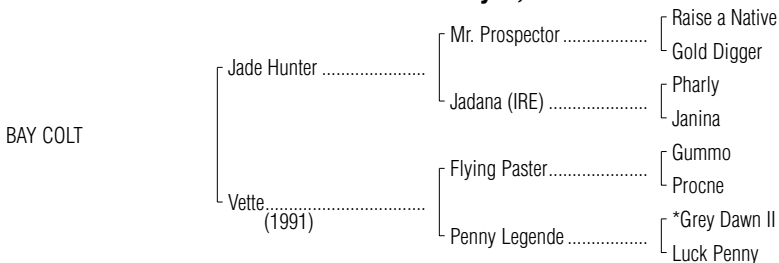 Raise a Native
Mr. Prospector ....................
Gold Digger
Jade Hunter ......................
Pharly
Jadana (IRE) .....................
Janina
BAY COLT
Gummo
Flying Paster.....................
Procne
Vette..................................
(1991)
*Grey Dawn II
Penny Legende .................
Luck Penny